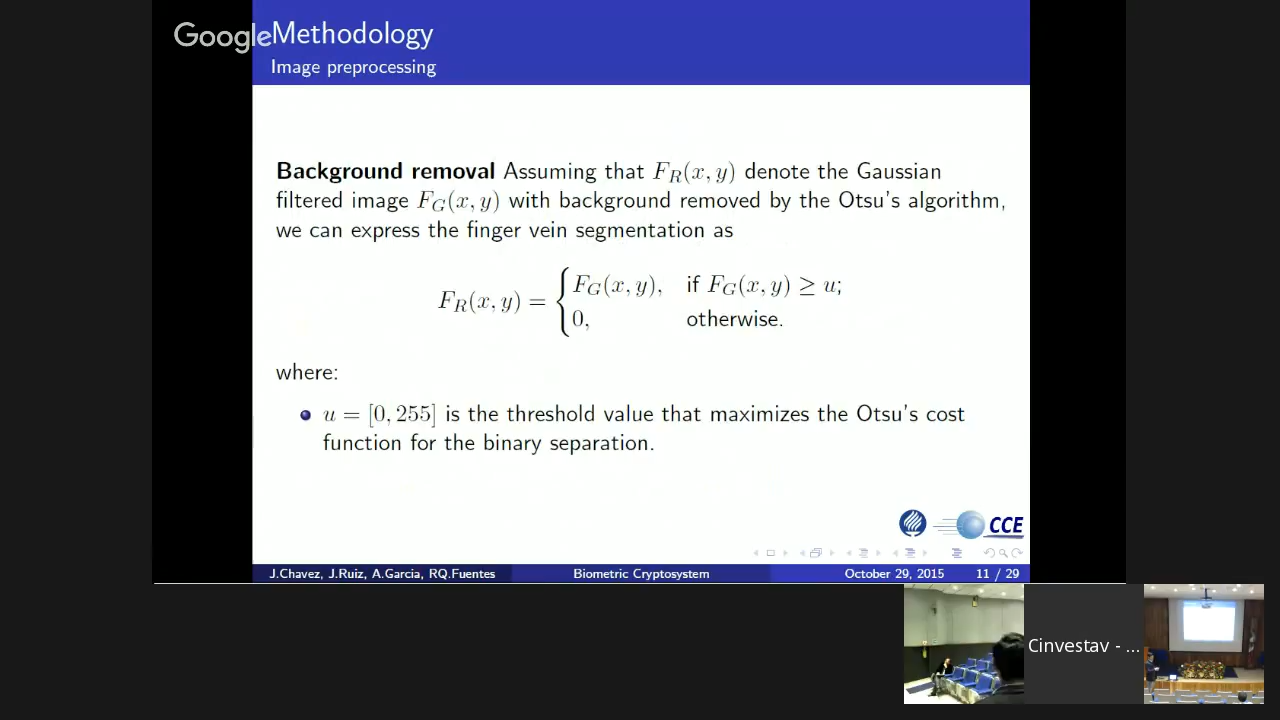 Google
Methodology
Image preprocessing
Background removal Assuming that F_R(x, y) denote the Gaussian
filtered image F_G(x, y) with background removed by the Otsu's algorithm,
we can express the finger vein segmentation as
F_R(x, y) = { F_G(x, y), if F_G(x, y) ≥ u;
0, otherwise.
where:
u = [0, 255] is the threshold value that maximizes the Otsu's cost
function for the binary separation.
CCE
J.Chavez, J.Ruiz, A.Garcia, RQ.Fuentes Biometric Cryptosystem October 29, 2015 11 / 29
Cinvestav - ...